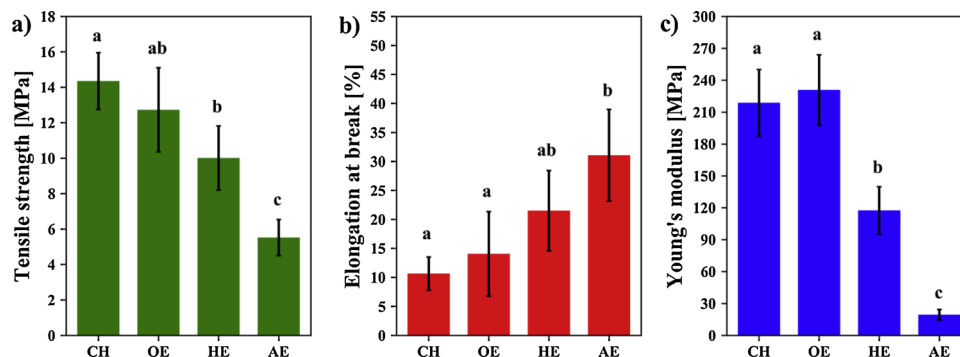 a)
Tensile strength [MPa]
18
16
14
12
10
8
6
4
2
0
a
ab
b
c
CH OE HE AE
b)
Elongation at break [%]
55
50
45
40
35
30
25
20
15
10
5
0
a
a
ab
b
CH OE HE AE
c)
Young's modulus [MPa]
300
270
240
210
180
150
120
90
60
30
0
a
a
b
c
CH OE HE AE